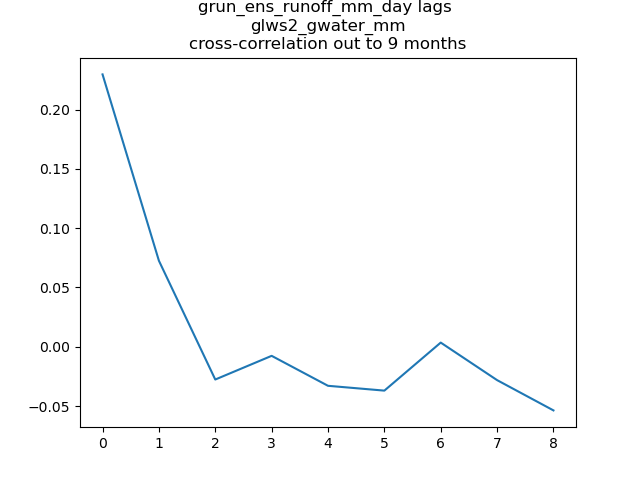 grun_ens_runoff_mm_day lags
glws2_gwater_mm
cross-correlation out to 9 months
0.20
0.15
0.10
0.05
0.00
−0.05
0 1 2 3 4 5 6 7 8